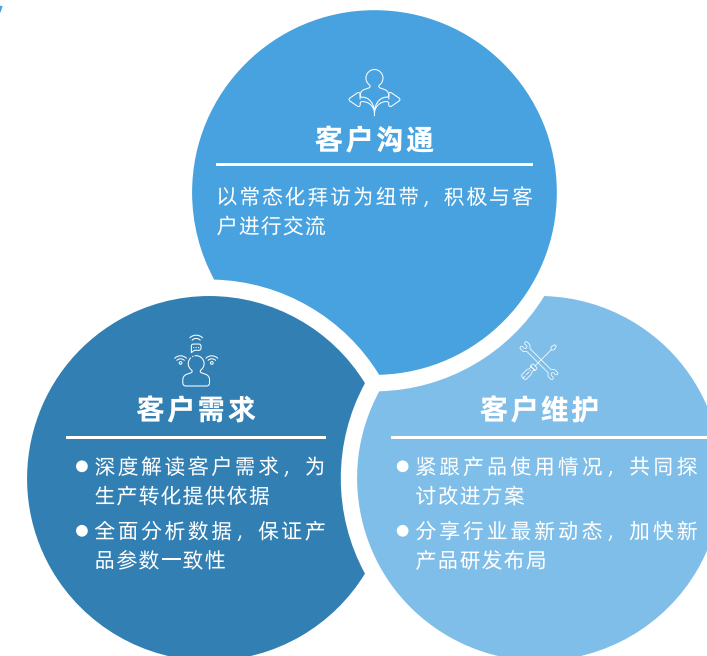 客户沟通
以常态化拜访为纽带，积极与客
户进行交流
客户需求
●深度解读客户需求，为
生产转化提供依据
●全面分析数据，保证产
品参数一致性
客户维护
●紧跟产品使用情况，共同探
讨改进方案
●分享行业最新动态，加快新
产品研发布局